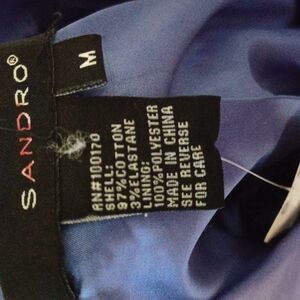 SANDRO®
M
RN#100170
SHELL:
97%COTTON
3%ELASTANE
LINING:
100%POLYESTER
MADE IN CHINA
SEE REVERSE
FOR CARE